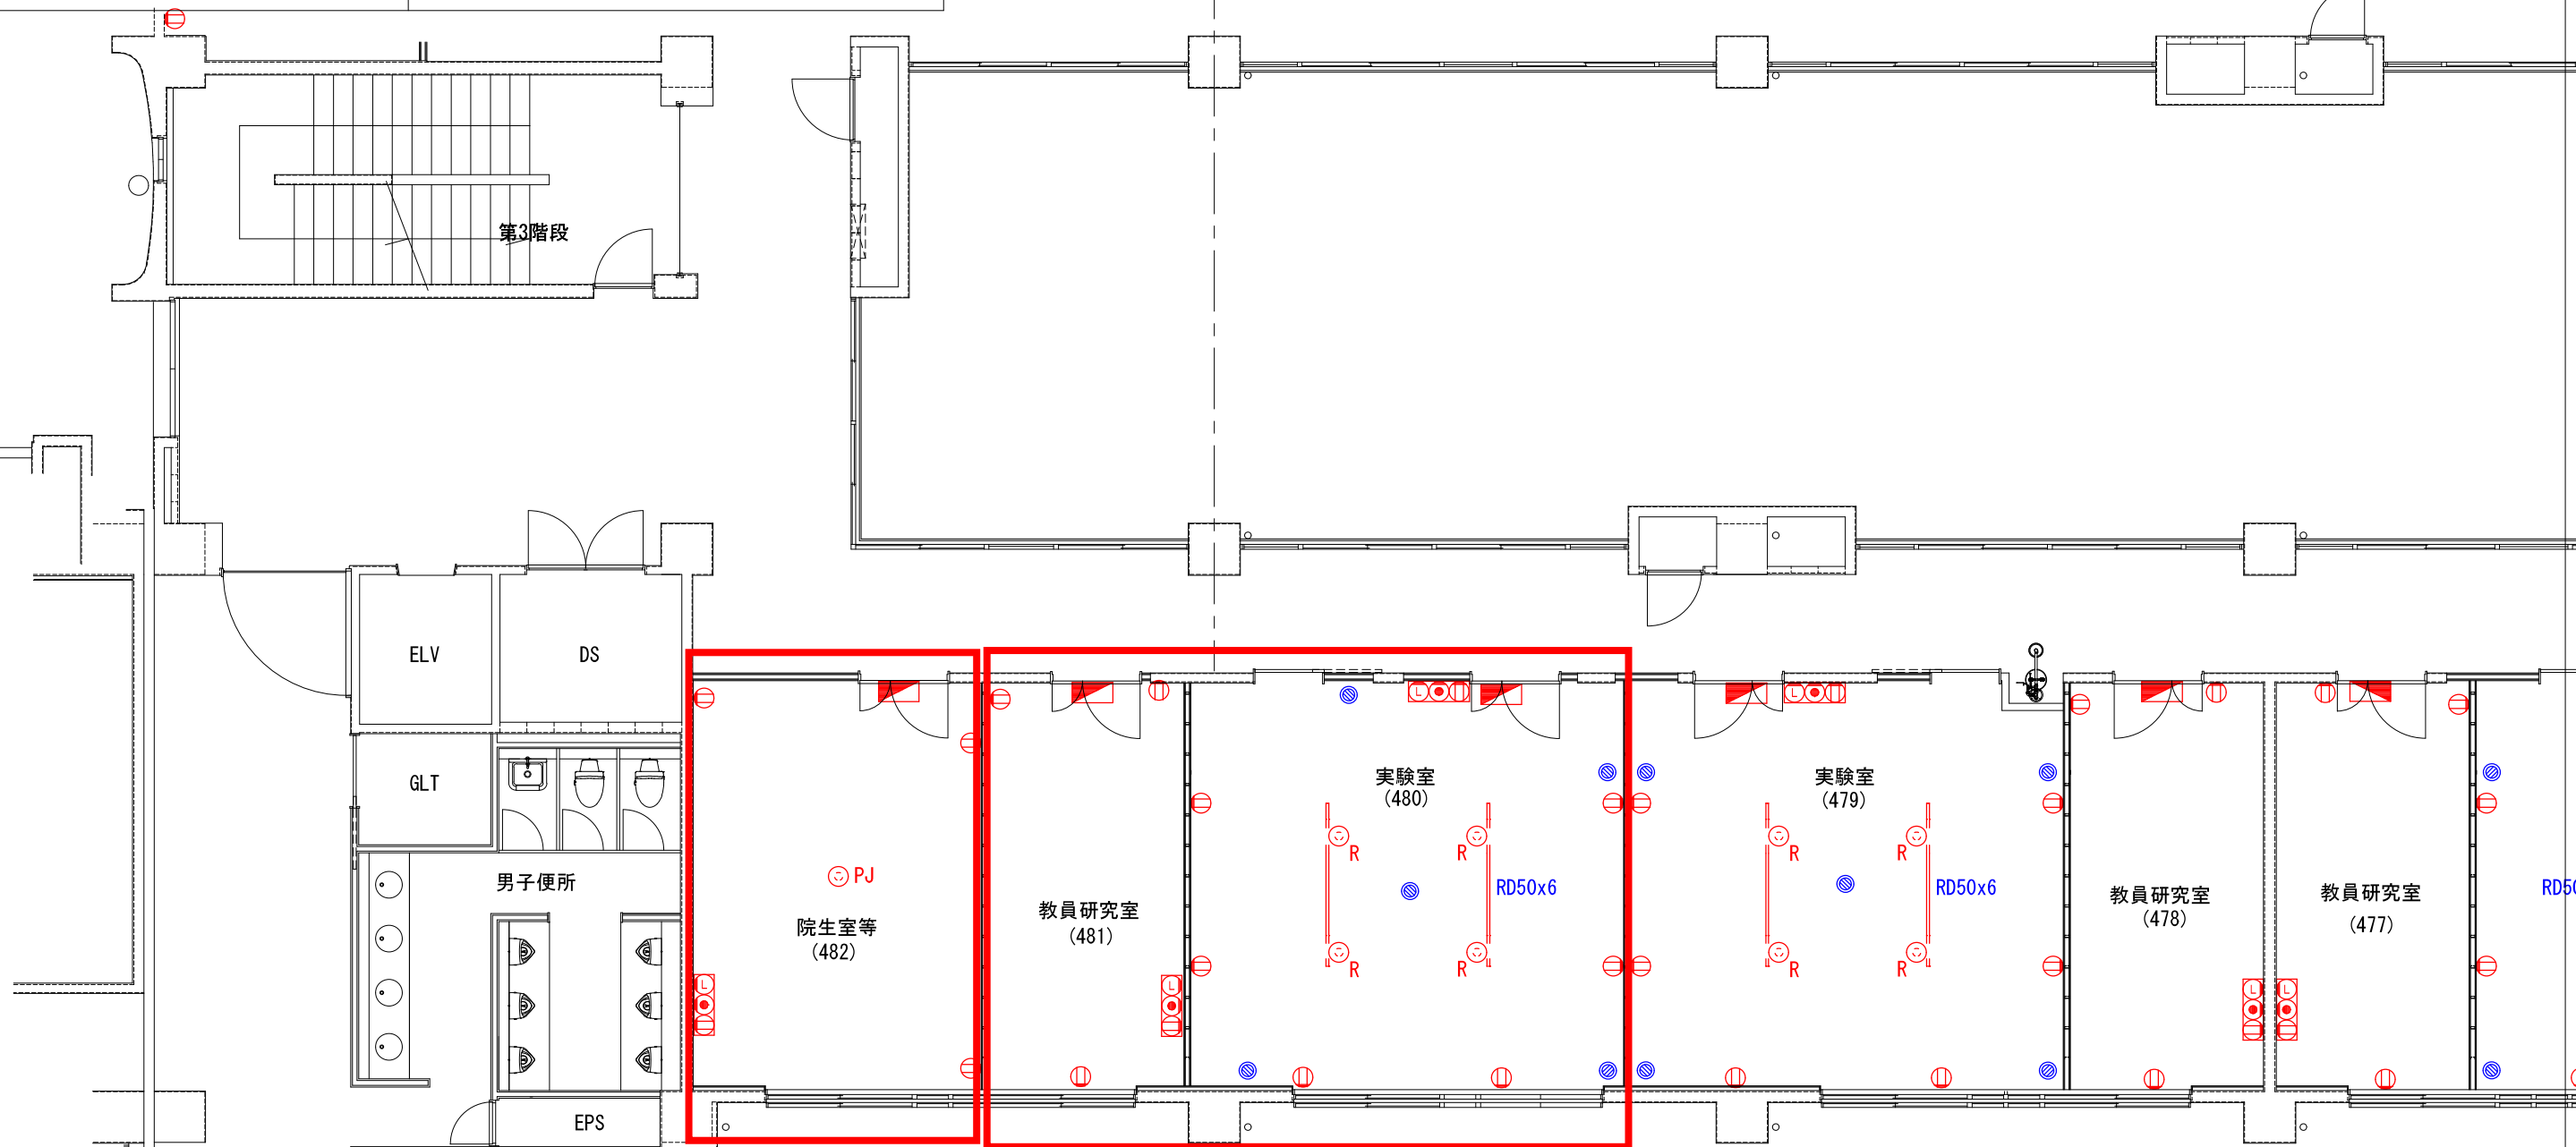 第3階段
ELV
DS
GLT
男子便所
EPS
PJ
院生室等
(482)
L
教員研究室
(481)
L
L
実験室
(480)
R
R
RD50x6
R
R
L
実験室
(479)
R
R
RD50x6
R
R
教員研究室
(478)
L
教員研究室
(477)
L
RD50